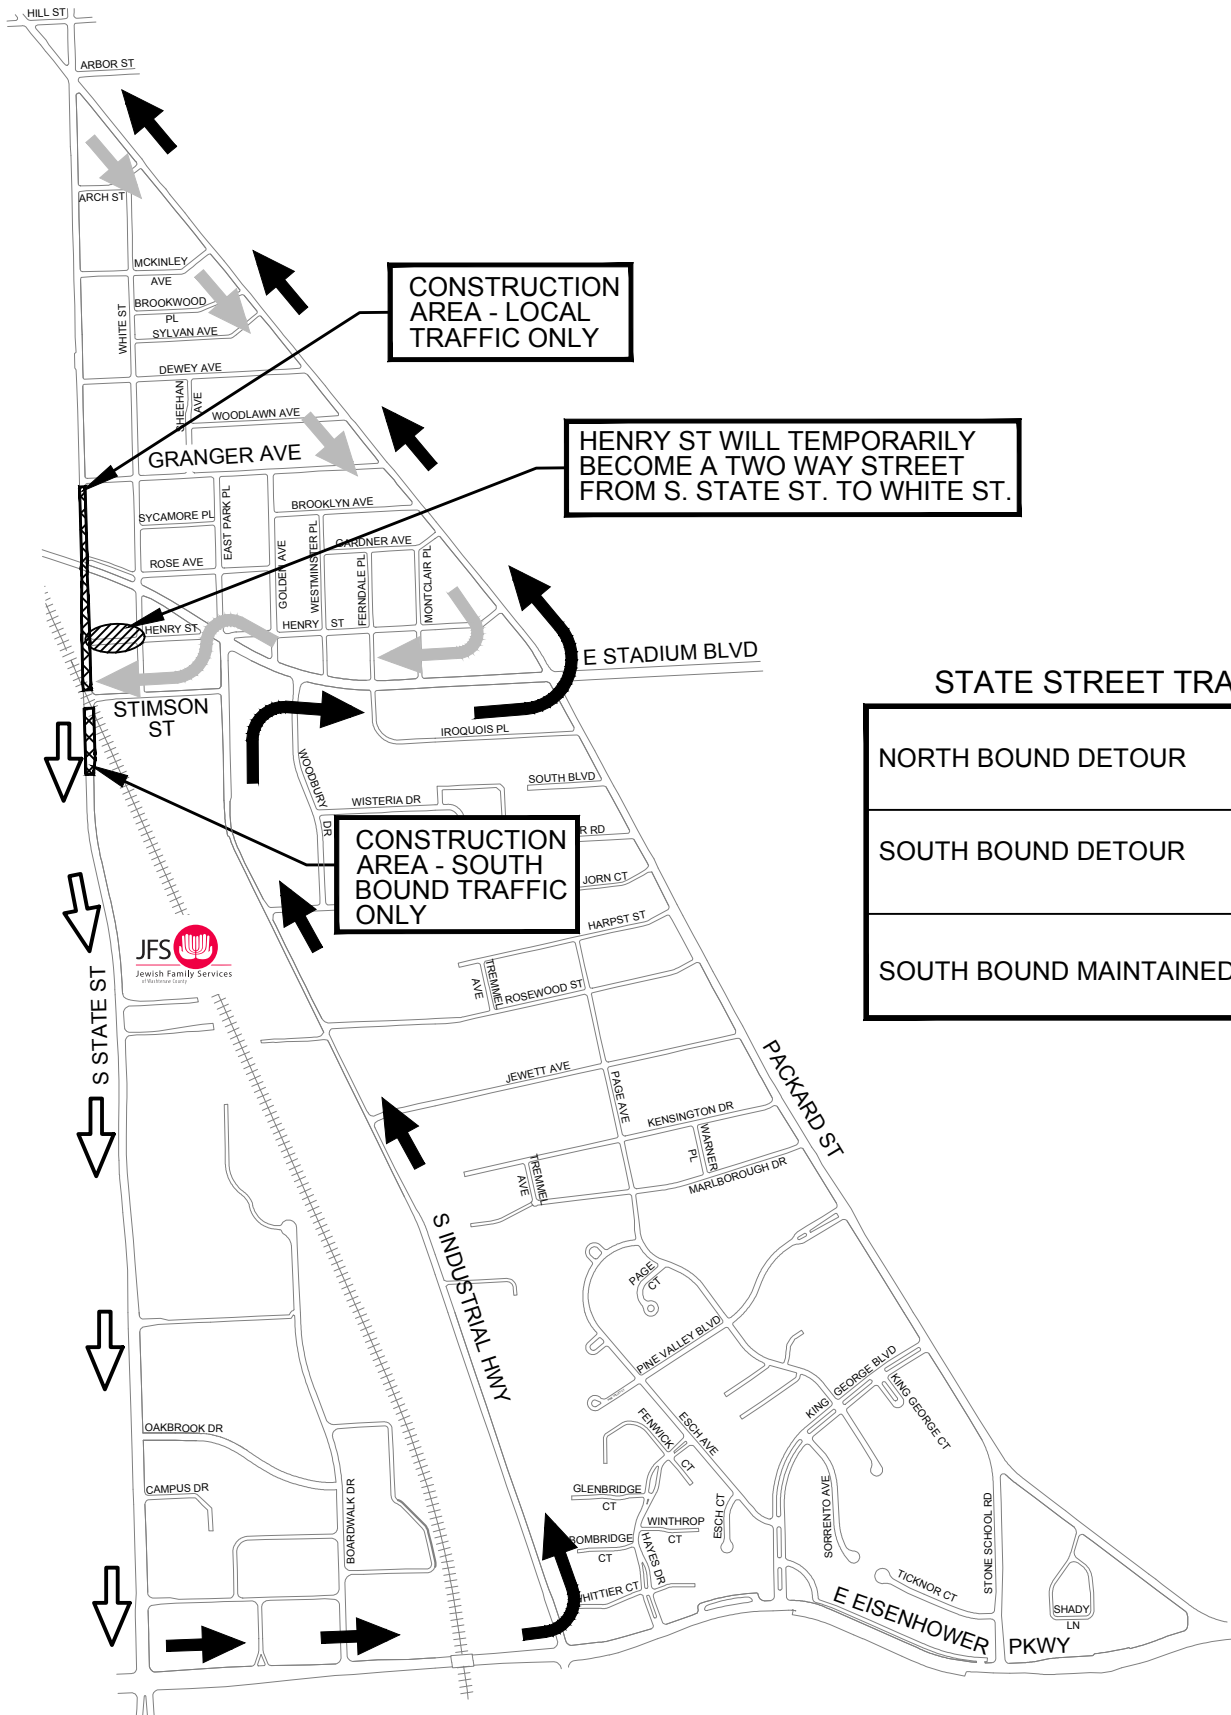 HILL ST
ARBOR ST
ARCH ST
MCKINLEY
AVE
BROOKWOOD
PL
SYLVAN AVE
WHITE ST
DEWEY AVE
SHEEHAN
AVE
WOODLAWN AVE
GRANGER AVE
CONSTRUCTION
AREA - LOCAL
TRAFFIC ONLY
HENRY ST WILL TEMPORARILY
BECOME A TWO WAY STREET
FROM S. STATE ST. TO WHITE ST.
BROOKLYN AVE
SYCAMORE PL
EAST PARK PL
GARDNER AVE
ROSE AVE
GOLDEN AVE
WESTMINSTER PL
FERNDALE PL
MONTCLAIR PL
HENRY ST
HENRY ST
E STADIUM BLVD
STIMSON
ST
IROQUOIS PL
WOODBURY
DR
SOUTH BLVD
WISTERIA DR
R RD
CONSTRUCTION
AREA - SOUTH
BOUND TRAFFIC
ONLY
JORN CT
HARPST ST
STATE STREET TRA
NORTH BOUND DETOUR
SOUTH BOUND DETOUR
SOUTH BOUND MAINTAINED
JFS
Jewish Family Services
of Washtenaw County
S STATE ST
TREMMEL
AVE
ROSEWOOD ST
JEWETT AVE
PAGE AVE
KENSINGTON DR
WARNER
PL
PACKARD ST
TREMMEL
AVE
MARLBOROUGH DR
S INDUSTRIAL HWY
PAGE
CT
PINE VALLEY BLVD
KING GEORGE BLVD
KING GEORGE CT
OAKBROOK DR
FENWICK
CT
ESCH AVE
CAMPUS DR
BOARDWALK DR
GLENBRIDGE
CT
WINTHROP
CT
ESCH CT
SORRENTO AVE
STONE SCHOOL RD
BOMBRIDGE
CT
HAYES DR
WHITTIER CT
TICKNOR CT
SHADY
LN
E EISENHOWER PKWY